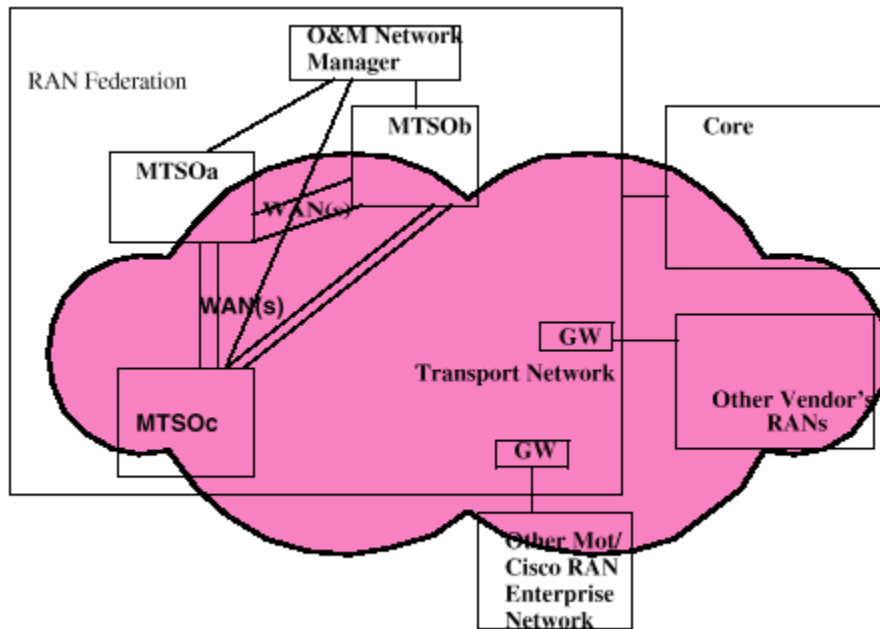 O&M Network
Manager
RAN Federation
MTSOb
Core
MTSOa
WAN(s)
WAN(s)
GW
Transport Network
Other Vendor's
RANs
MTSOc
GW
Other Mot/
Cisco RAN
Enterprise
Network